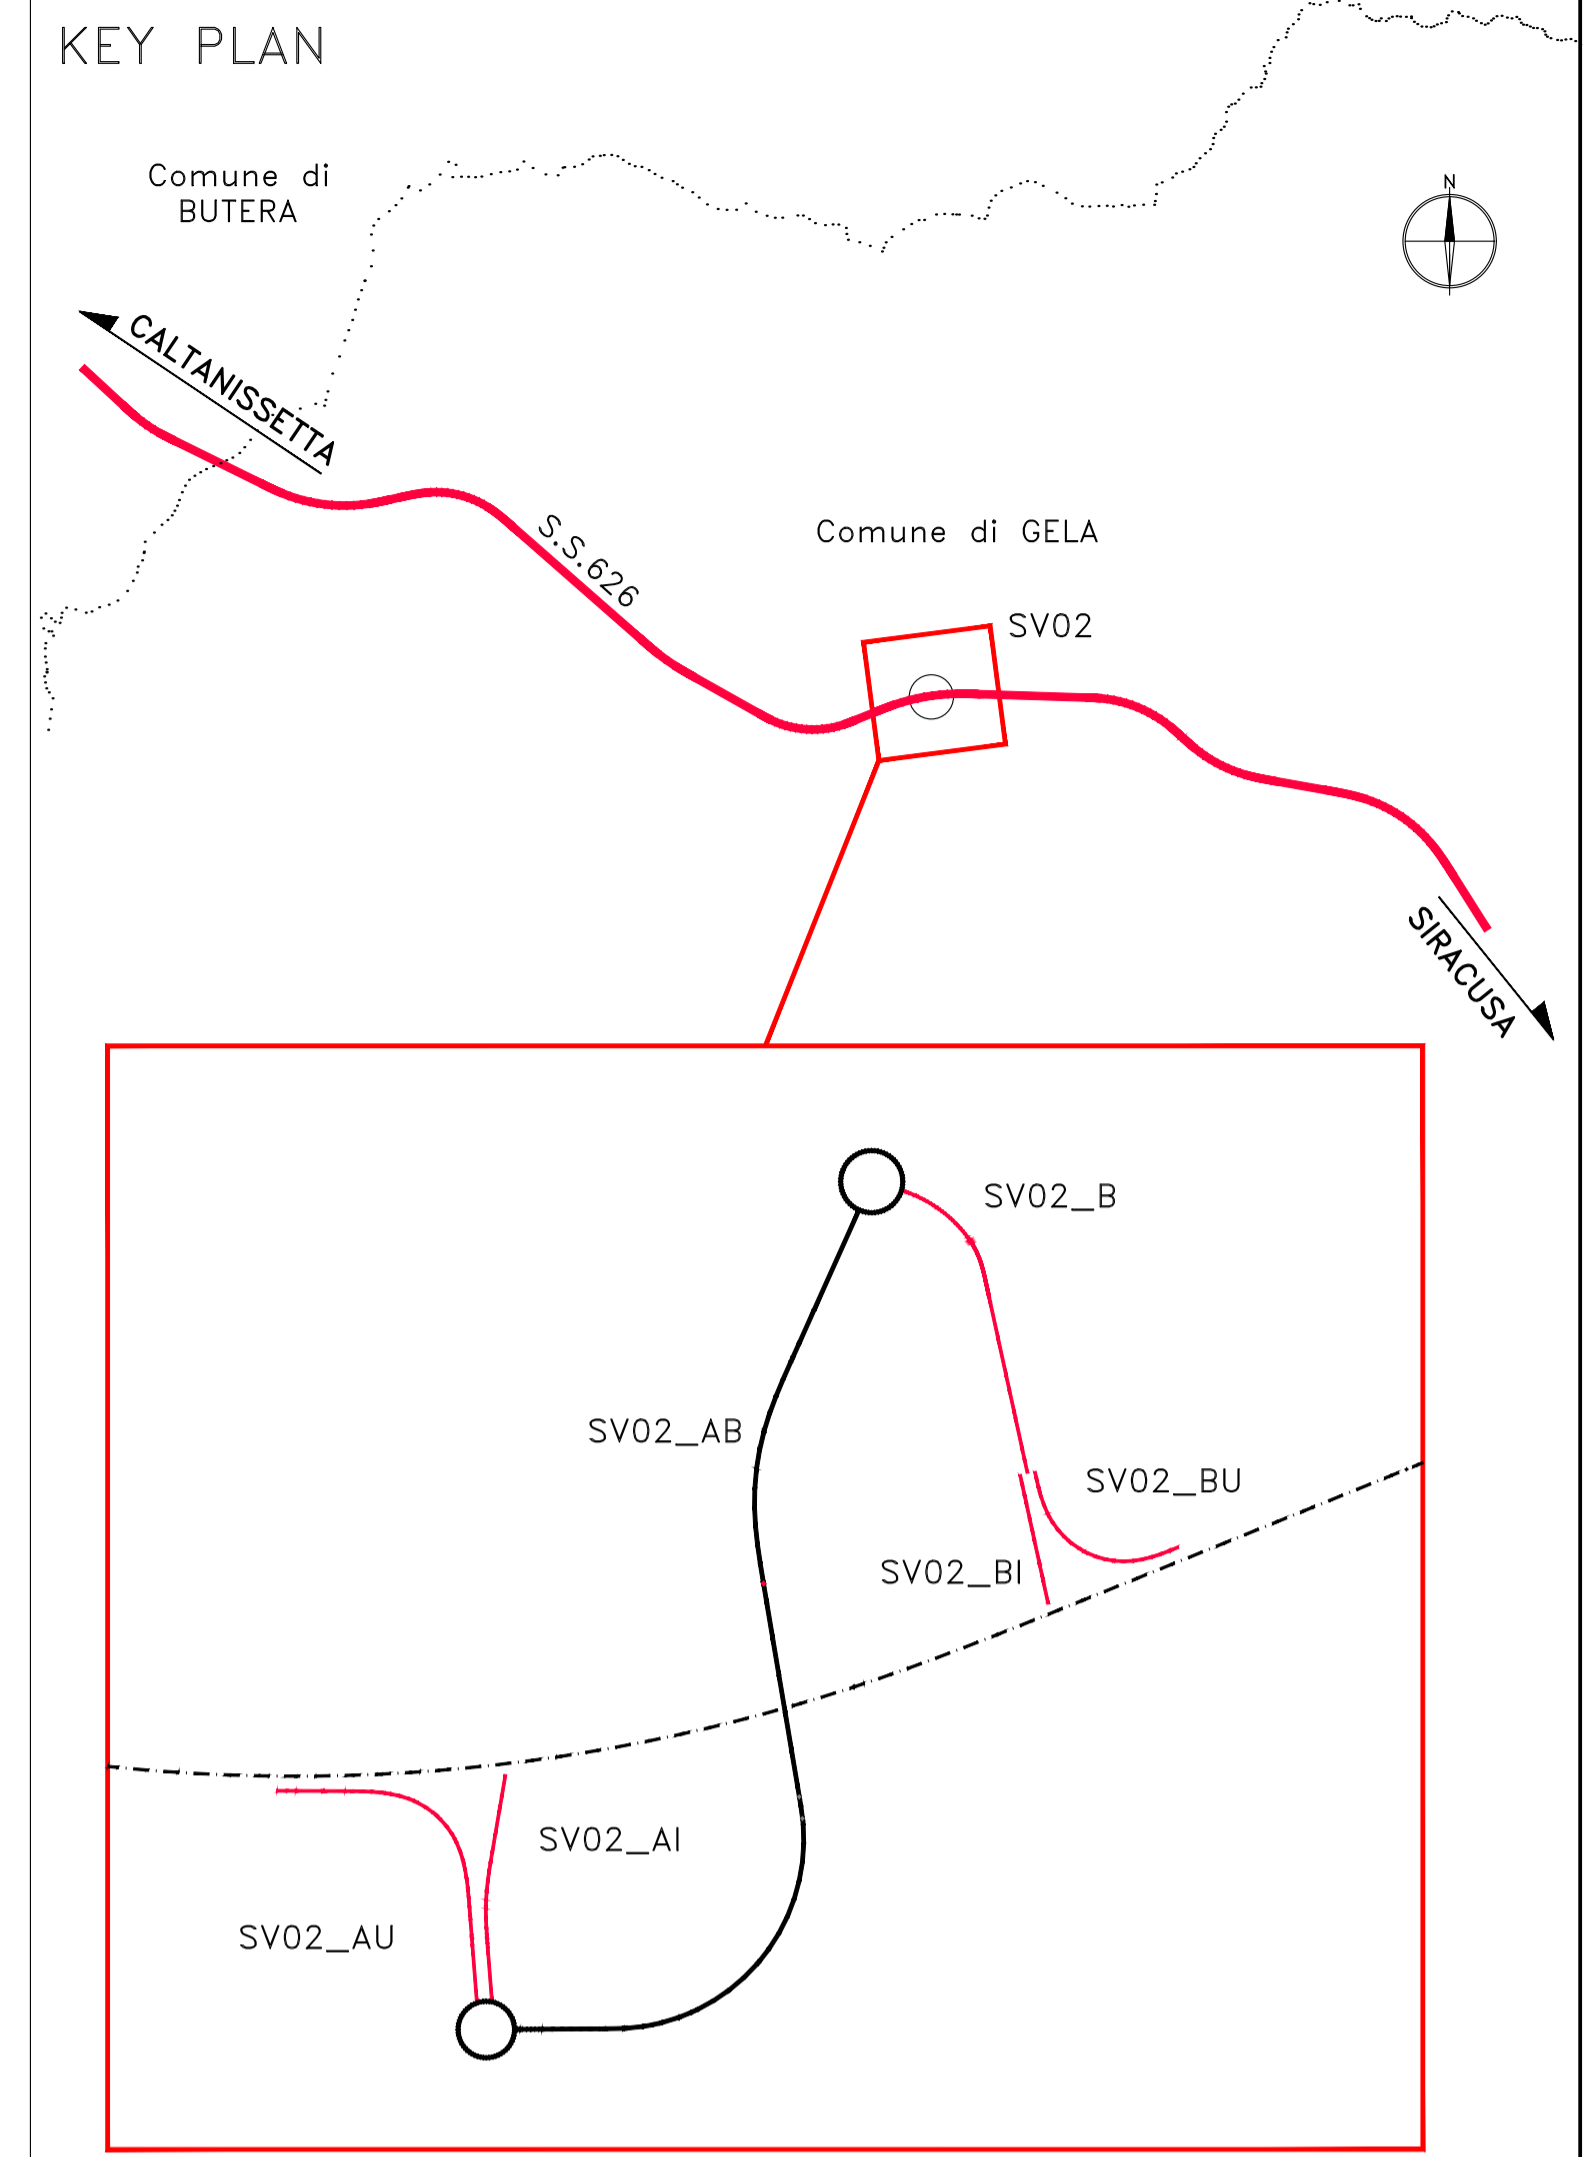 KEY PLAN
Comune di
BUTERA
N
CALTANISSETTA
S.S.626
Comune di GELA
SV02
SIRACUSA
SV02_B
SV02_AB
SV02_BU
SV02_BI
SV02_AI
SV02_AU